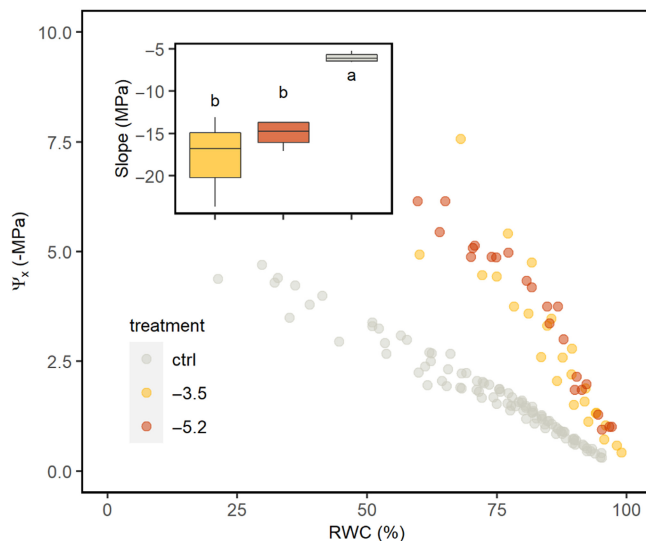 10.0
7.5
5.0
2.5
0.0
Ψx (-MPa)
−5
−10
−15
−20
Slope (MPa)
b
b
a
treatment
ctrl
−3.5
−5.2
0
25
50
75
100
RWC (%)